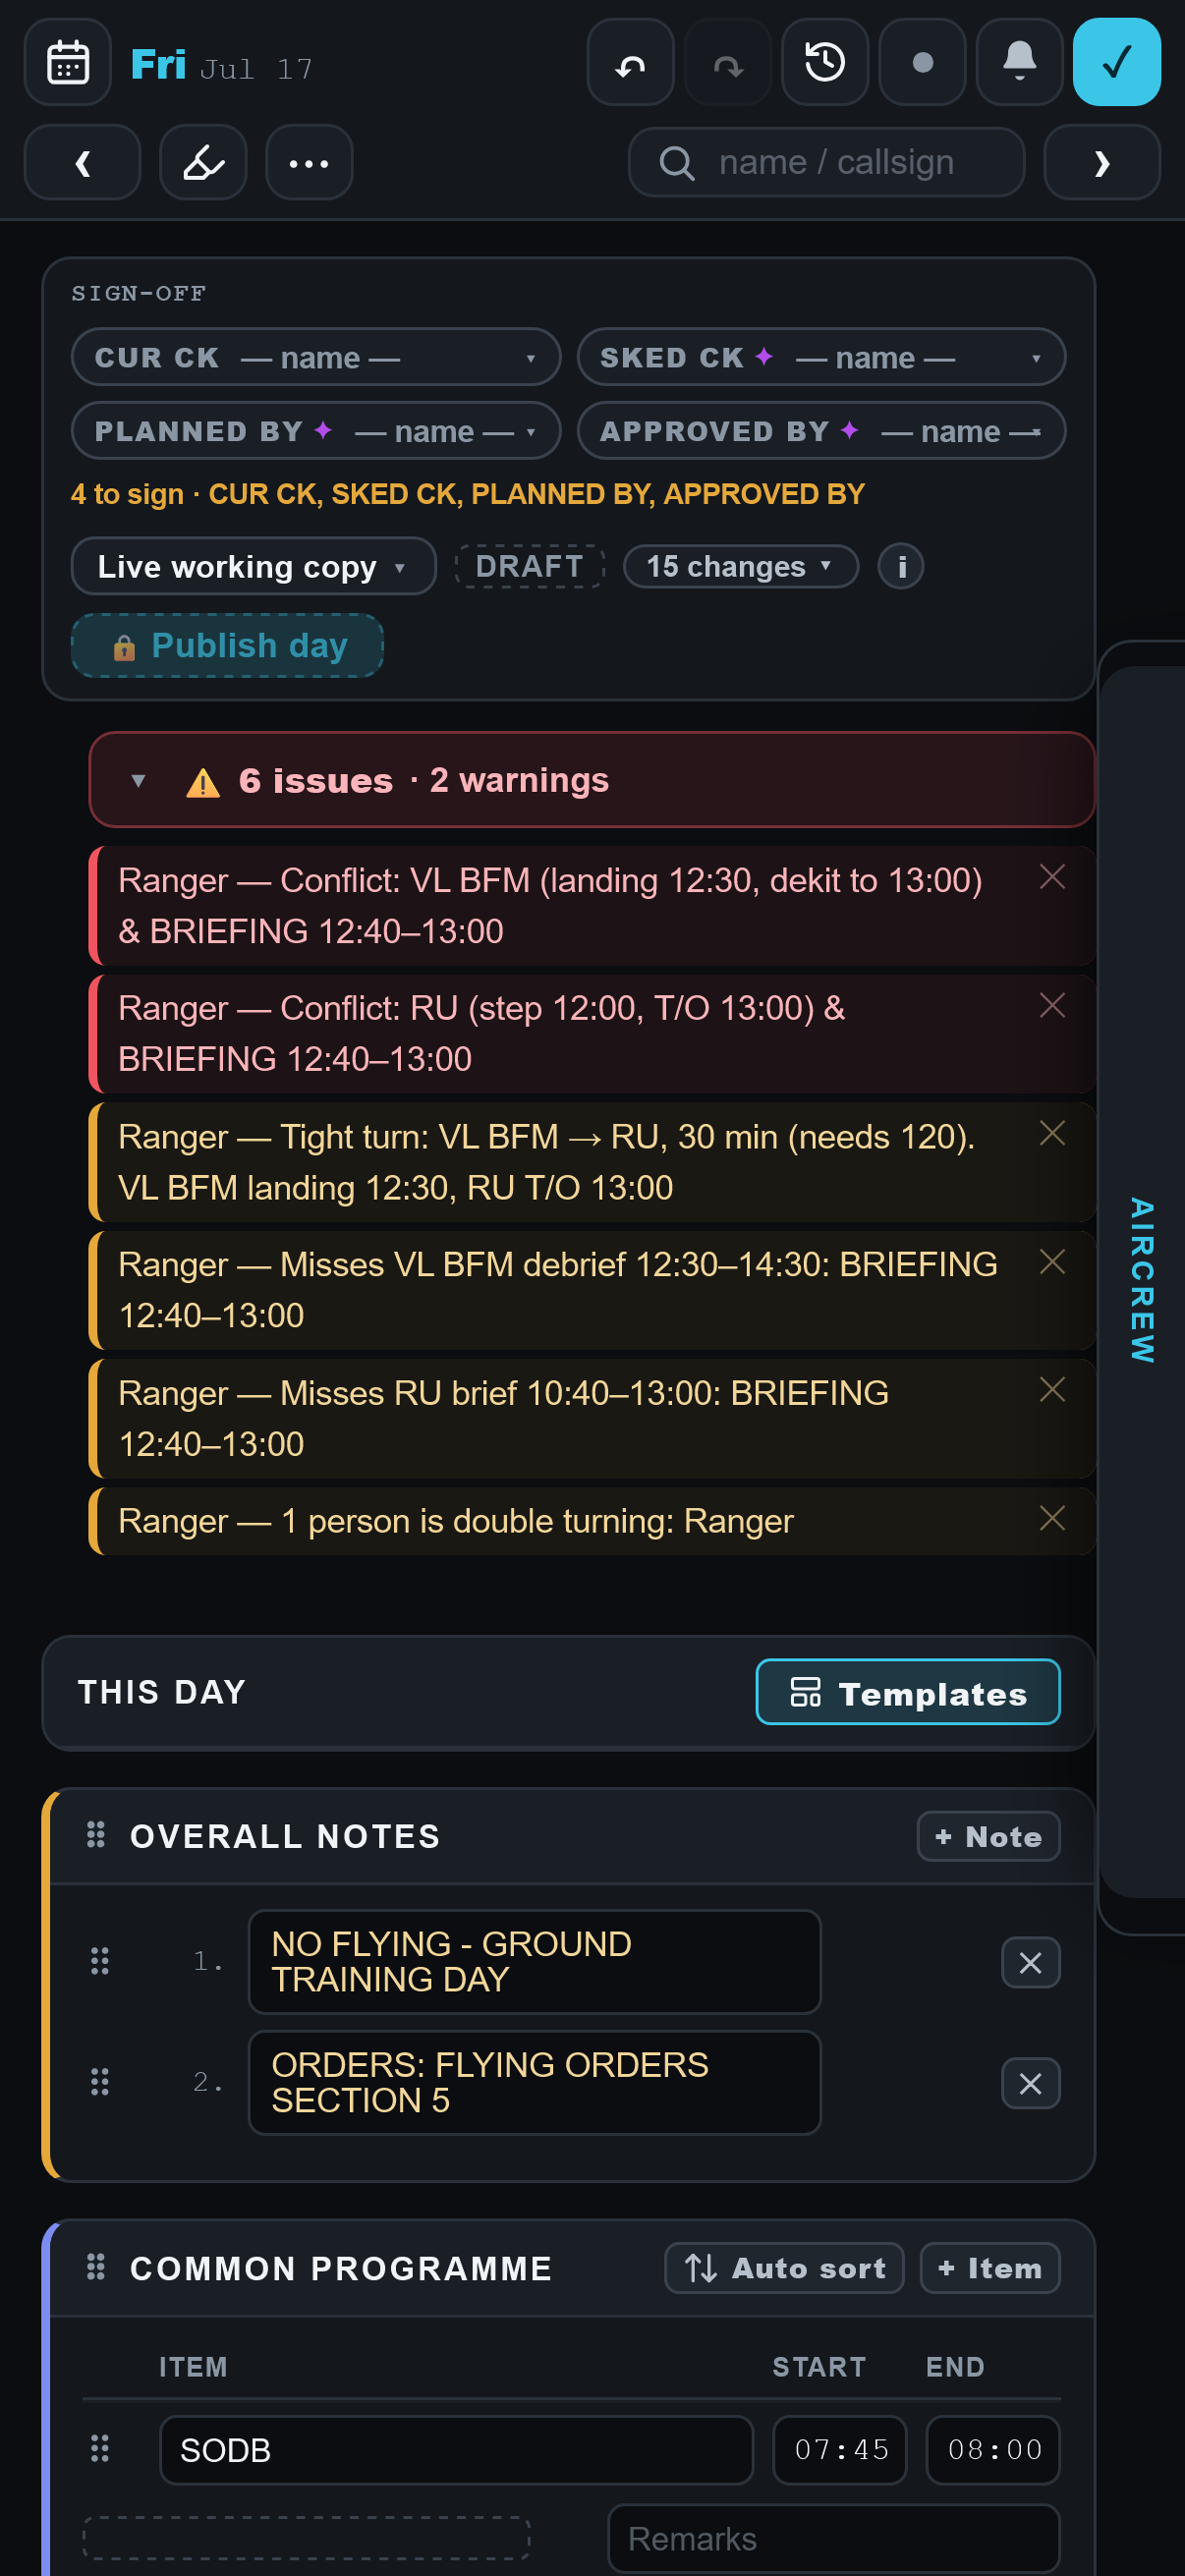 Fri Jul 17
name / callsign
SIGN-OFF
CUR CK — name —
SKED CK — name —
PLANNED BY — name —
APPROVED BY — name —
4 to sign · CUR CK, SKED CK, PLANNED BY, APPROVED BY
Live working copy
DRAFT
15 changes
i
Publish day
6 issues · 2 warnings
Ranger — Conflict: VL BFM (landing 12:30, dekit to 13:00)
& BRIEFING 12:40–13:00
Ranger — Conflict: RU (step 12:00, T/O 13:00) &
BRIEFING 12:40–13:00
Ranger — Tight turn: VL BFM → RU, 30 min (needs 120).
VL BFM landing 12:30, RU T/O 13:00
Ranger — Misses VL BFM debrief 12:30–14:30: BRIEFING
12:40–13:00
Ranger — Misses RU brief 10:40–13:00: BRIEFING
12:40–13:00
Ranger — 1 person is double turning: Ranger
AIRCREW
THIS DAY
Templates
OVERALL NOTES
+ Note
1. NO FLYING - GROUND
TRAINING DAY
2. ORDERS: FLYING ORDERS
SECTION 5
COMMON PROGRAMME
Auto sort
+ Item
ITEM START END
SODB 07:45 08:00
Remarks